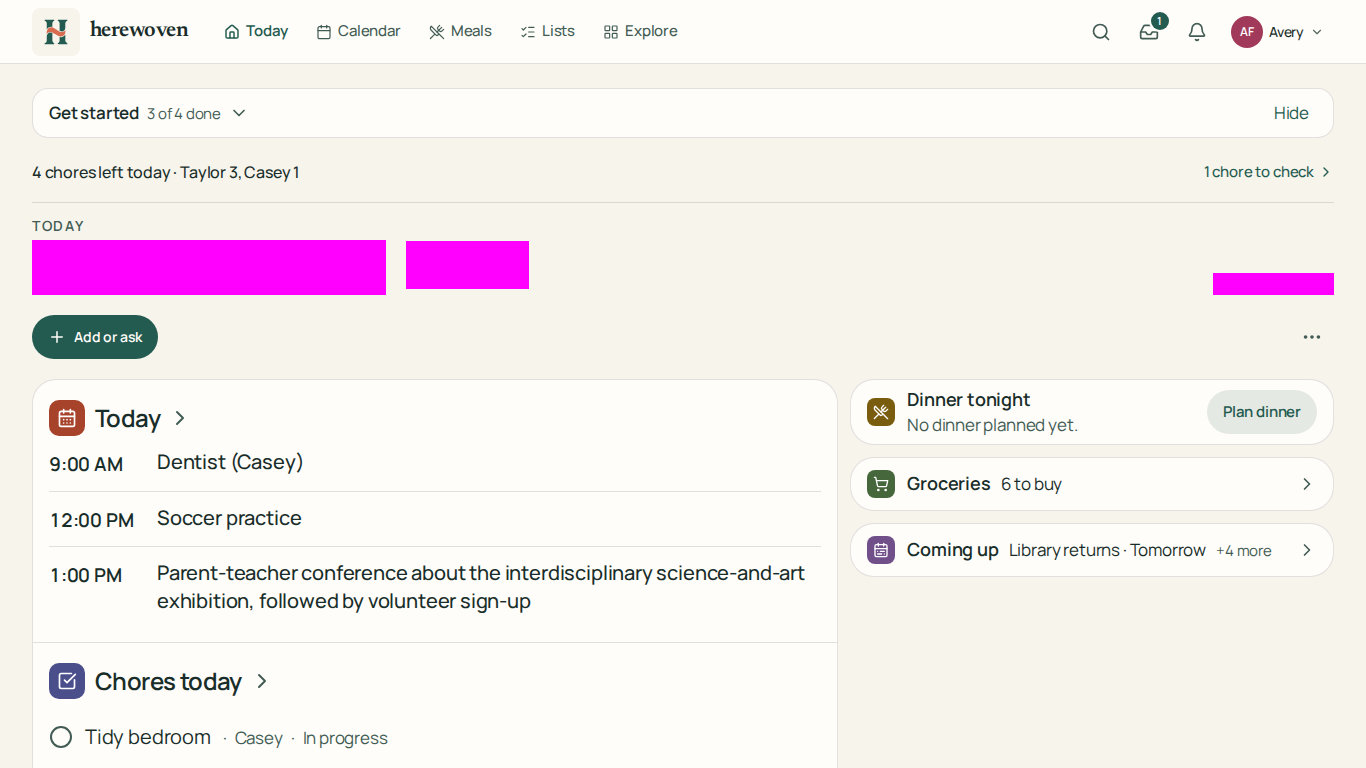 herewoven
Today
Calendar
Meals
Lists
Explore
1
AF
Avery
Get started 3 of 4 done
Hide
4 chores left today · Taylor 3, Casey 1
1 chore to check
TODAY
Add or ask
Today
9:00 AM Dentist (Casey)
12:00 PM Soccer practice
1:00 PM Parent-teacher conference about the interdisciplinary science-and-art
exhibition, followed by volunteer sign-up
Chores today
Tidy bedroom · Casey · In progress
Dinner tonight
No dinner planned yet.
Plan dinner
Groceries 6 to buy
Coming up Library returns · Tomorrow +4 more